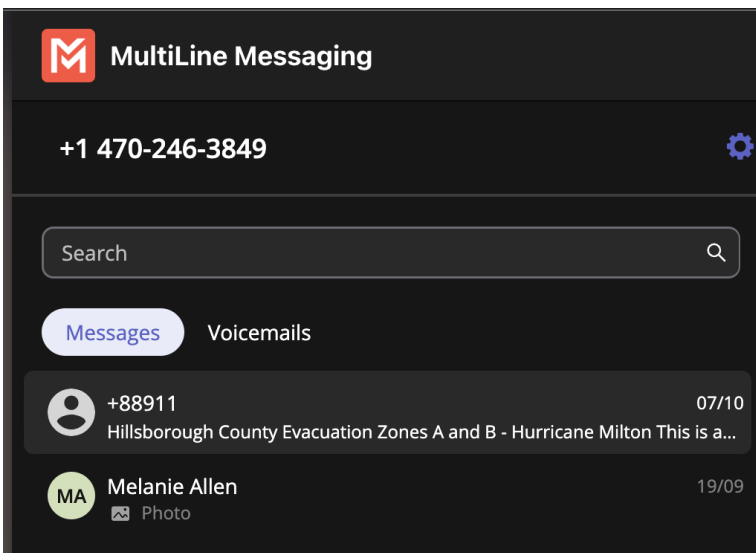 MultiLine Messaging
+1 470-246-3849
Search
Messages Voicemails
+88911 07/10
Hillsborough County Evacuation Zones A and B - Hurricane Milton This is a...
MA Melanie Allen 19/09
Photo